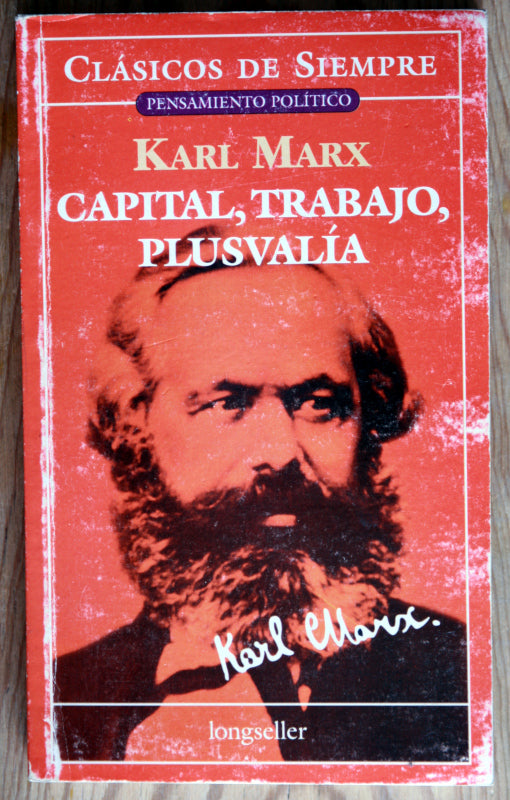 CLÁSICOS DE SIEMPRE
PENSAMIENTO POLÍTICO
KARL MARX
CAPITAL, TRABAJO,
PLUSVALÍA
Karl Marx.
longseller